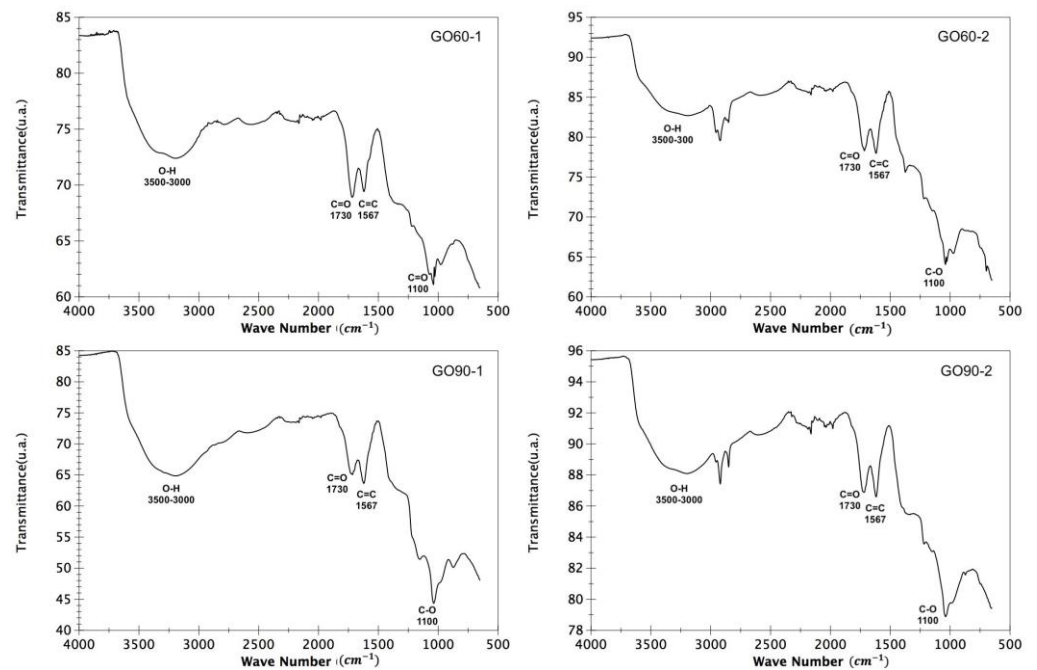 85
80
75
70
65
60
Transmittance(u.a.)
GO60-1
O-H
3500-3000
C=O
1730
C=C
1567
C=O
1100
4000 3500 3000 2500 2000 1500 1000 500
Wave Number (cm⁻¹)
95
90
85
80
75
70
65
60
Transmittance(u.a.)
GO60-2
O-H
3500-300
C=O
1730
C=C
1567
C-O
1100
4000 3500 3000 2500 2000 1500 1000 500
Wave Number (cm⁻¹)
85
75
65
55
45
40
Transmittance(u.a.)
GO90-1
O-H
3500-3000
C=O
1730
C=C
1567
C-O
1100
4000 3500 3000 2500 2000 1500 1000 500
Wave Number (cm⁻¹)
96
94
92
90
88
86
84
82
80
78
Transmittance(u.a.)
GO90-2
O-H
3500-3000
C=O
1730
C=C
1567
C-O
1100
4000 3500 3000 2500 2000 1500 1000 500
Wave Number (cm⁻¹)